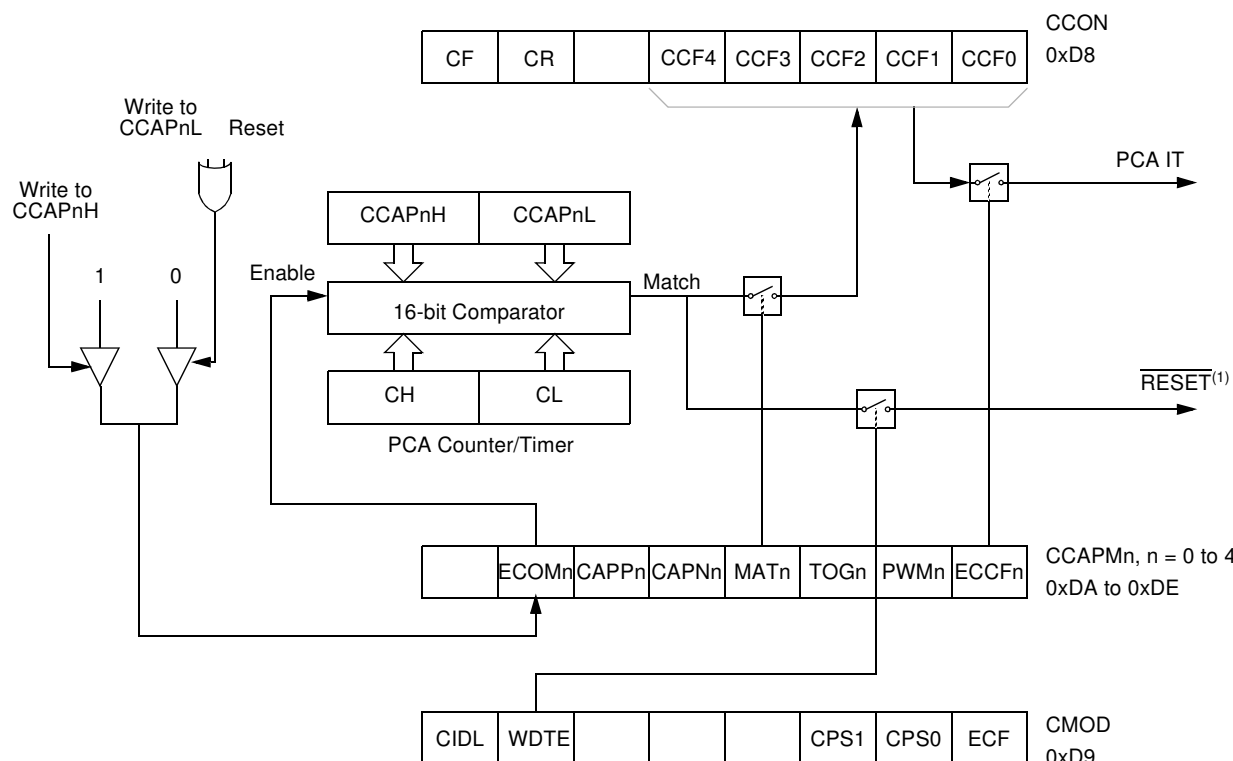 CCON
0xD8
CF CR CCF4 CCF3 CCF2 CCF1 CCF0
Write to
CCAPnL Reset
Write to
CCAPnH
PCA IT
CCAPnH CCAPnL
1 0
Enable
Match
16-bit Comparator
CH CL
PCA Counter/Timer
RESET(1)
ECOMn CAPPn CAPNn MATn TOGn PWMn ECCFn
CCAPMn, n = 0 to 4
0xDA to 0xDE
CIDL WDTE CPS1 CPS0 ECF
CMOD
0xD9